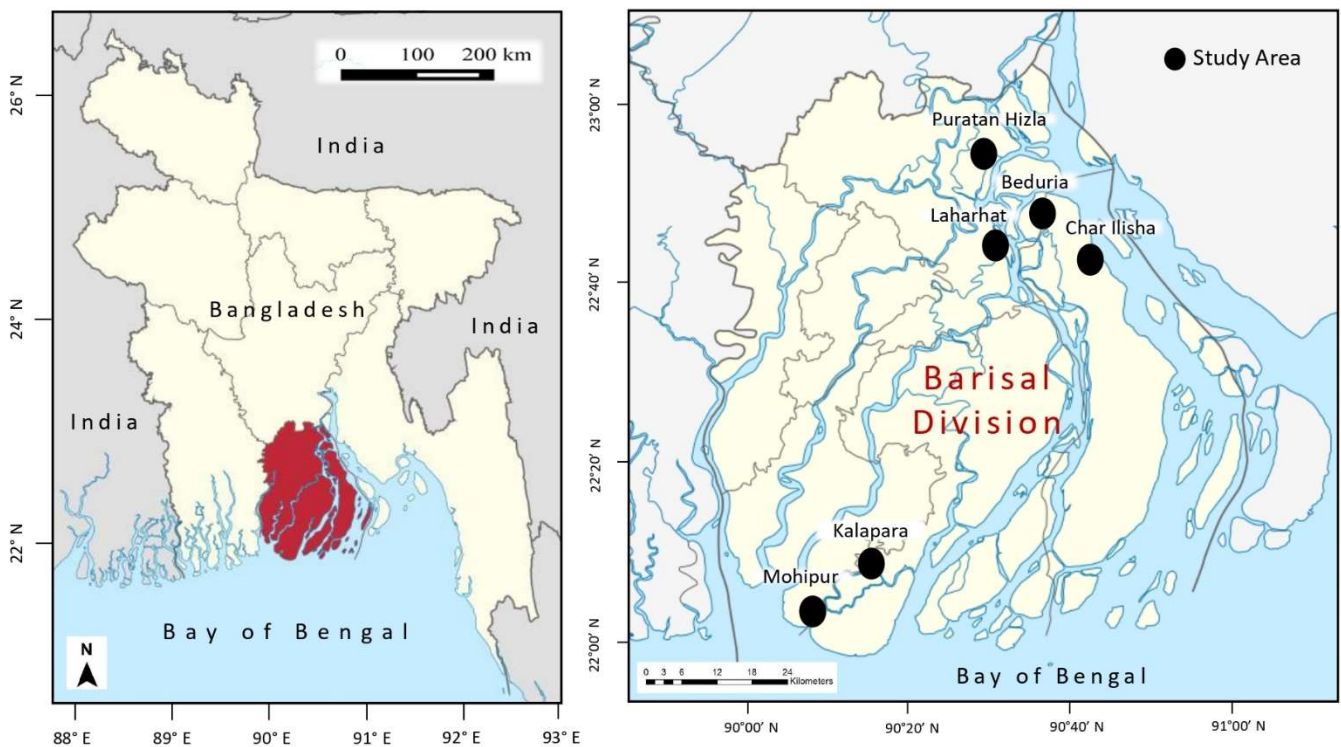 0 100 200 km
26° N
India
24° N
Bangladesh
India
India
22° N
Bay of Bengal
N
88° E 89° E 90° E 91° E 92° E 93° E
Study Area
23°00' N
Puratan Hizla
Beduria
Laharhat
Char Ilisha
22°40' N
Barisal
Division
22°20' N
Kalapara
Mohipur
22°00' N
0 3 6 12 18 24
Kilometers
Bay of Bengal
90°00' N 90°20' N 90°40' N 91°00' N